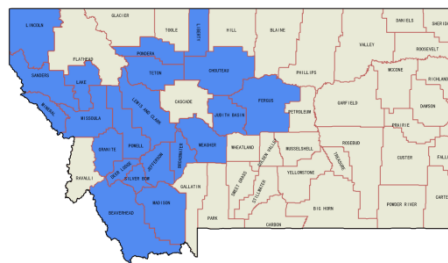 LINCOLN
GLACIER
TOOLE
LIBERTY
HILL
BLAINE
DANIELS
SHERIDAN
ROOSEVELT
VALLEY
PHILLIPS
FLATHEAD
PONDERA
TETON
CHOUTEAU
SANDERS
LAKE
MINERAL
MISSOULA
LEWIS AND CLARK
CASCADE
JUDITH BASIN
FERGUS
PETROLEUM
GARFIELD
MCCONE
RICHLAND
DAWSON
PRAIRIE
GRANITE
POWELL
DEER LODGE
SILVER BOW
JEFFERSON
BROADWATER
MEAGHER
WHEATLAND
GOLDEN VALLEY
MUSSELSHELL
ROSEBUD
TREASURE
CUSTER
FALL
RAVALLI
BEAVERHEAD
MADISON
GALLATIN
PARK
SWEET GRASS
STILLWATER
YELLOWSTONE
BIG HORN
CARBON
POWDER RIVER
CARTE